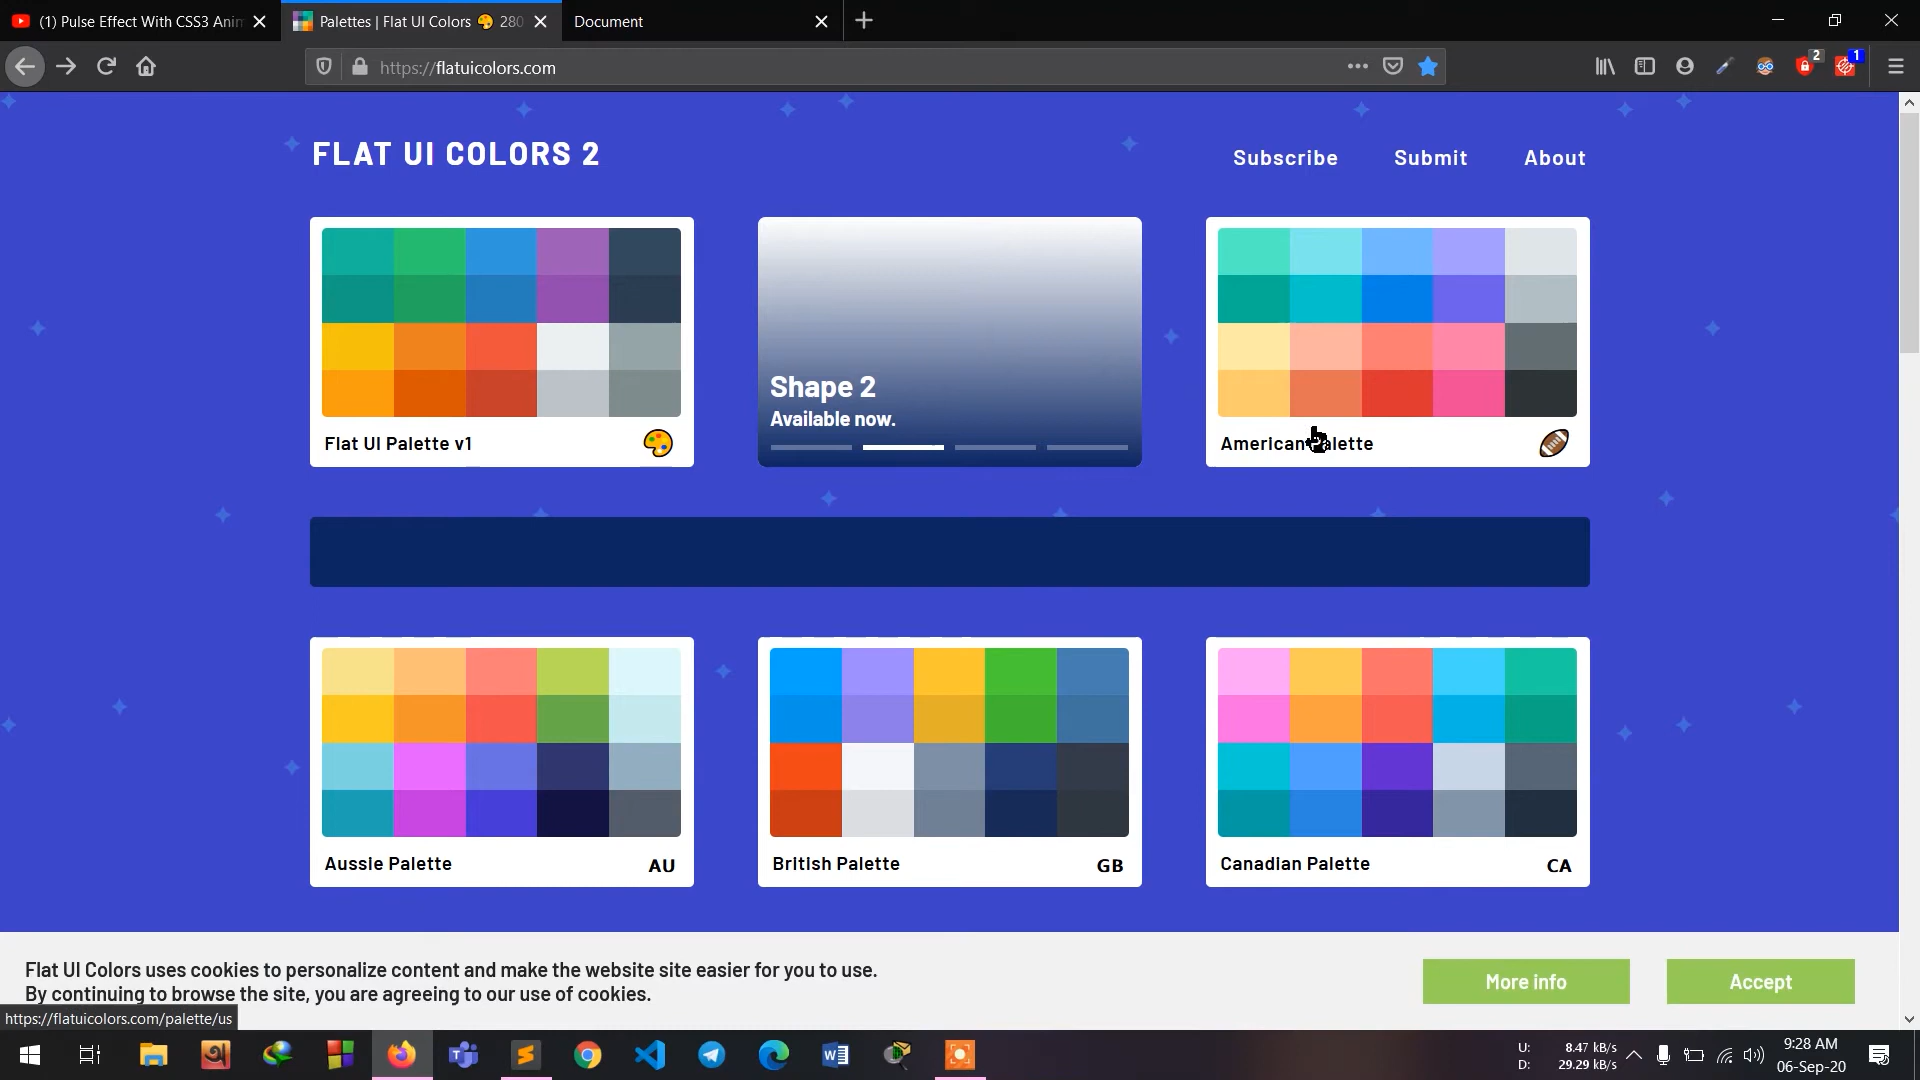 (1) Pulse Effect With CSS3 Anim
Palettes | Flat UI Colors 🎨 280
Document
https://flatuicolors.com
2
1
FLAT UI COLORS 2
Subscribe
Submit
About
Shape 2
Available now.
Flat UI Palette v1
American Palette
Aussie Palette
AU
British Palette
GB
Canadian Palette
CA
Flat UI Colors uses cookies to personalize content and make the website site easier for you to use.
By continuing to browse the site, you are agreeing to our use of cookies.
More info
Accept
https://flatuicolors.com/palette/us
U: 8.47 kB/s
D: 29.29 kB/s
9:28 AM
06-Sep-20